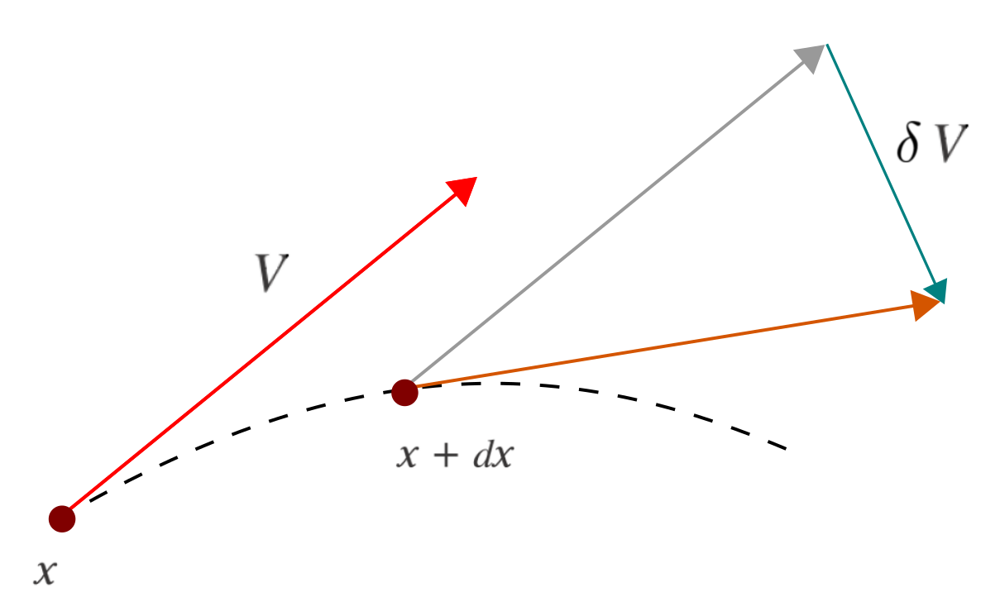 δ V
V
x + dx
x